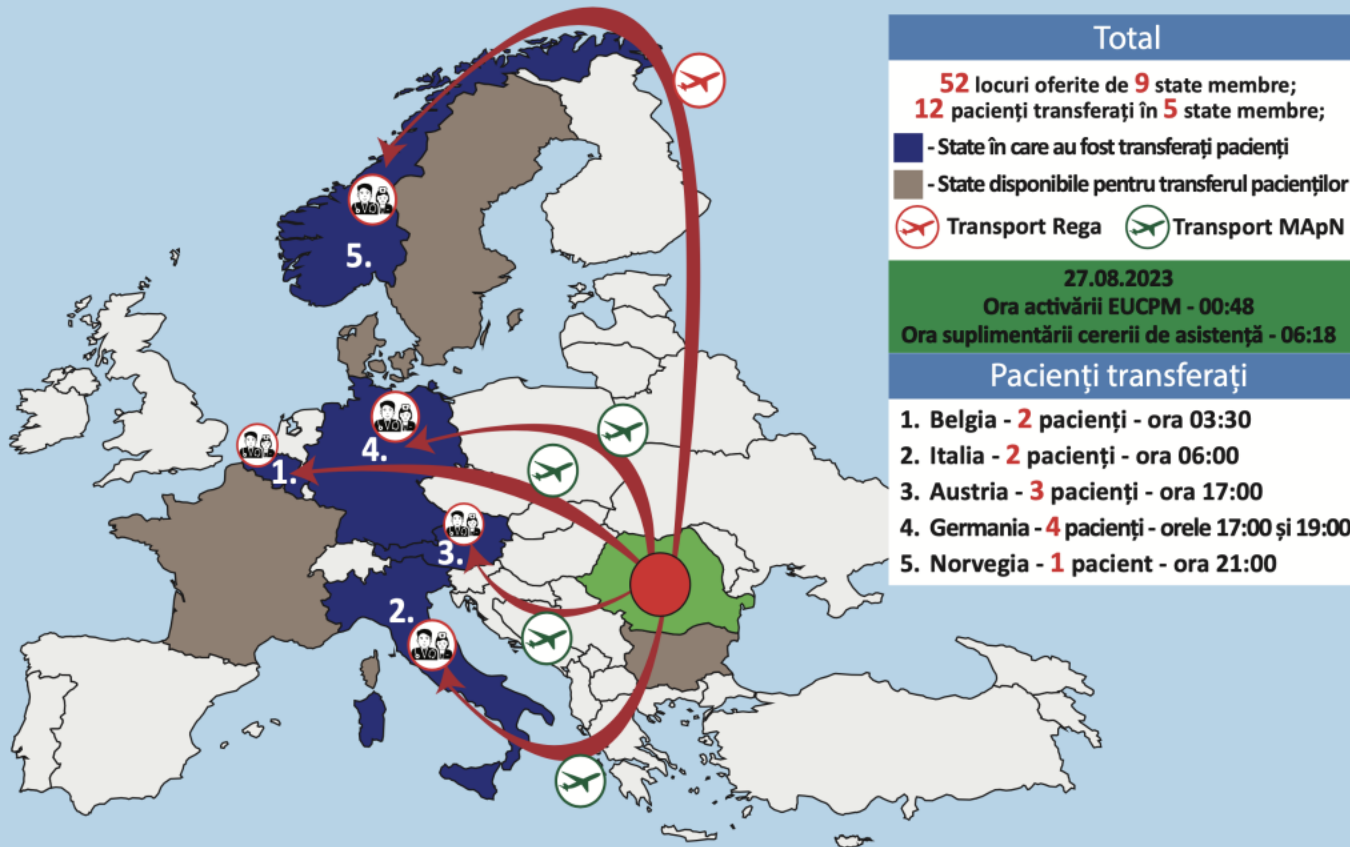 Total
52 locuri oferite de 9 state membre;
12 pacienți transferați în 5 state membre;
- State în care au fost transferați pacienți
- State disponibile pentru transferul pacienților
Transport Rega
Transport MApN
27.08.2023
Ora activării EUCPM - 00:48
Ora suplimentării cererii de asistență - 06:18
Pacienți transferați
1. Belgia - 2 pacienți - ora 03:30
2. Italia - 2 pacienți - ora 06:00
3. Austria - 3 pacienți - ora 17:00
4. Germania - 4 pacienți - orele 17:00 și 19:00
5. Norvegia - 1 pacient - ora 21:00
5.
4.
1.
3.
2.